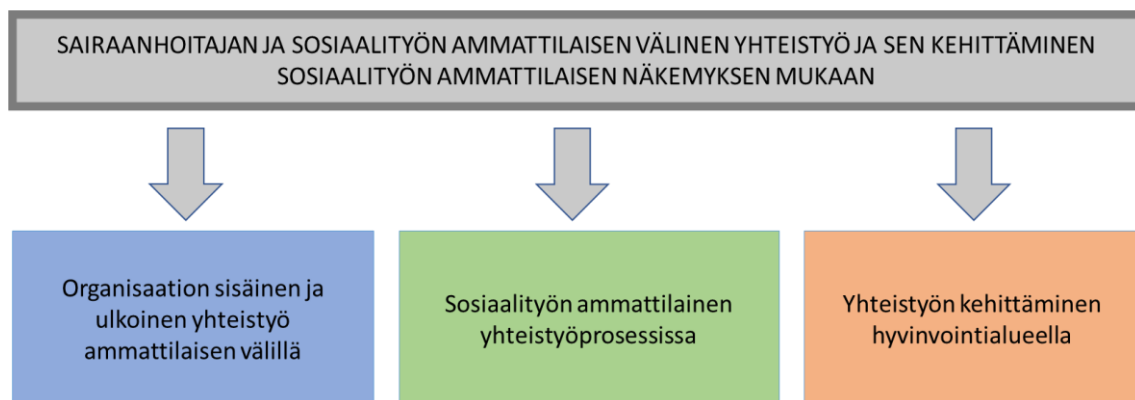 SAIRAANHOITAJAN JA SOSIAALITYÖN AMMATTILAISEN VÄLINEN YHTEISTYÖ JA SEN KEHITTÄMINEN
SOSIAALITYÖN AMMATTILAISEN NÄKEMYKSEN MUKAAN
Organisaation sisäinen ja
ulkoinen yhteistyö
ammattilaisen välillä
Sosiaalityön ammattilainen
yhteistyöprosessissa
Yhteistyön kehittäminen
hyvinvointialueella